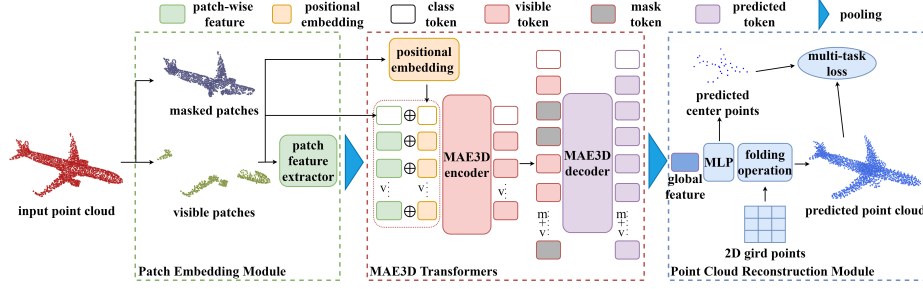 patch-wise
feature
positional
embedding
class
token
visible
token
mask
token
predicted
token
pooling
positional
embedding
masked patches
patch
feature
extractor
input point cloud
visible patches
Patch Embedding Module
v
v
MAE3D
encoder
v
MAE3D
decoder
m
+
v
m
+
v
MAE3D Transformers
multi-task
loss
predicted
center points
global
feature
MLP
folding
operation
predicted point cloud
2D gird points
Point Cloud Reconstruction Module